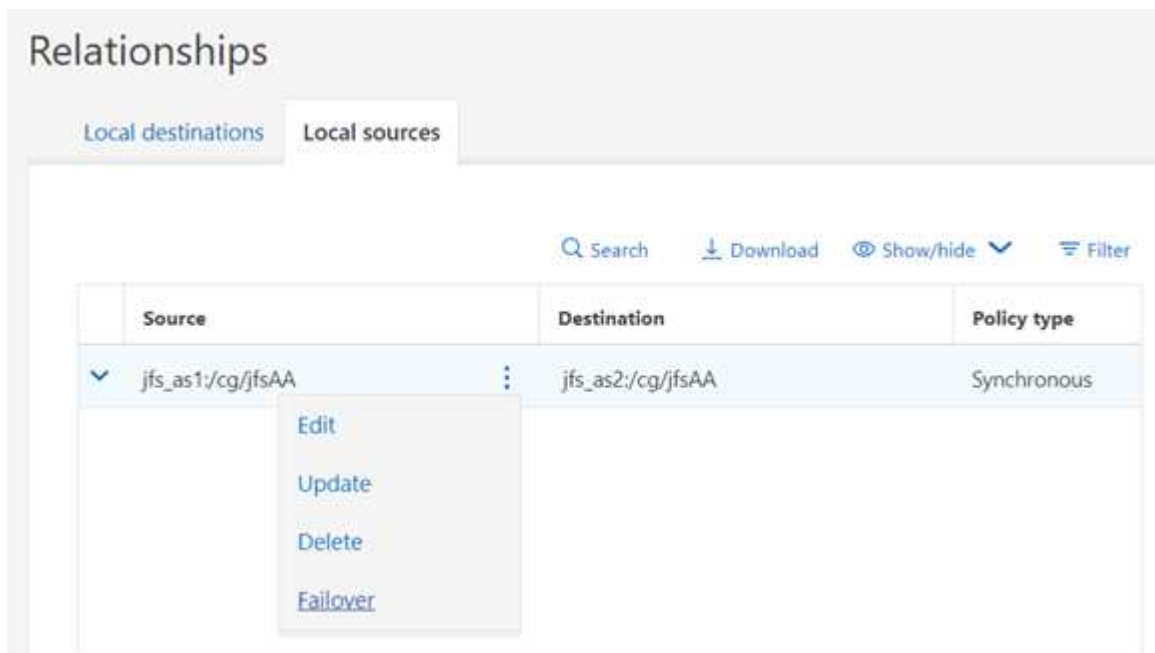 Relationships
Local destinations Local sources
Search Download Show/hide Filter
Source Destination Policy type
jfs_as1:/cg/jfsAA jfs_as2:/cg/jfsAA Synchronous
Edit
Update
Delete
Failover